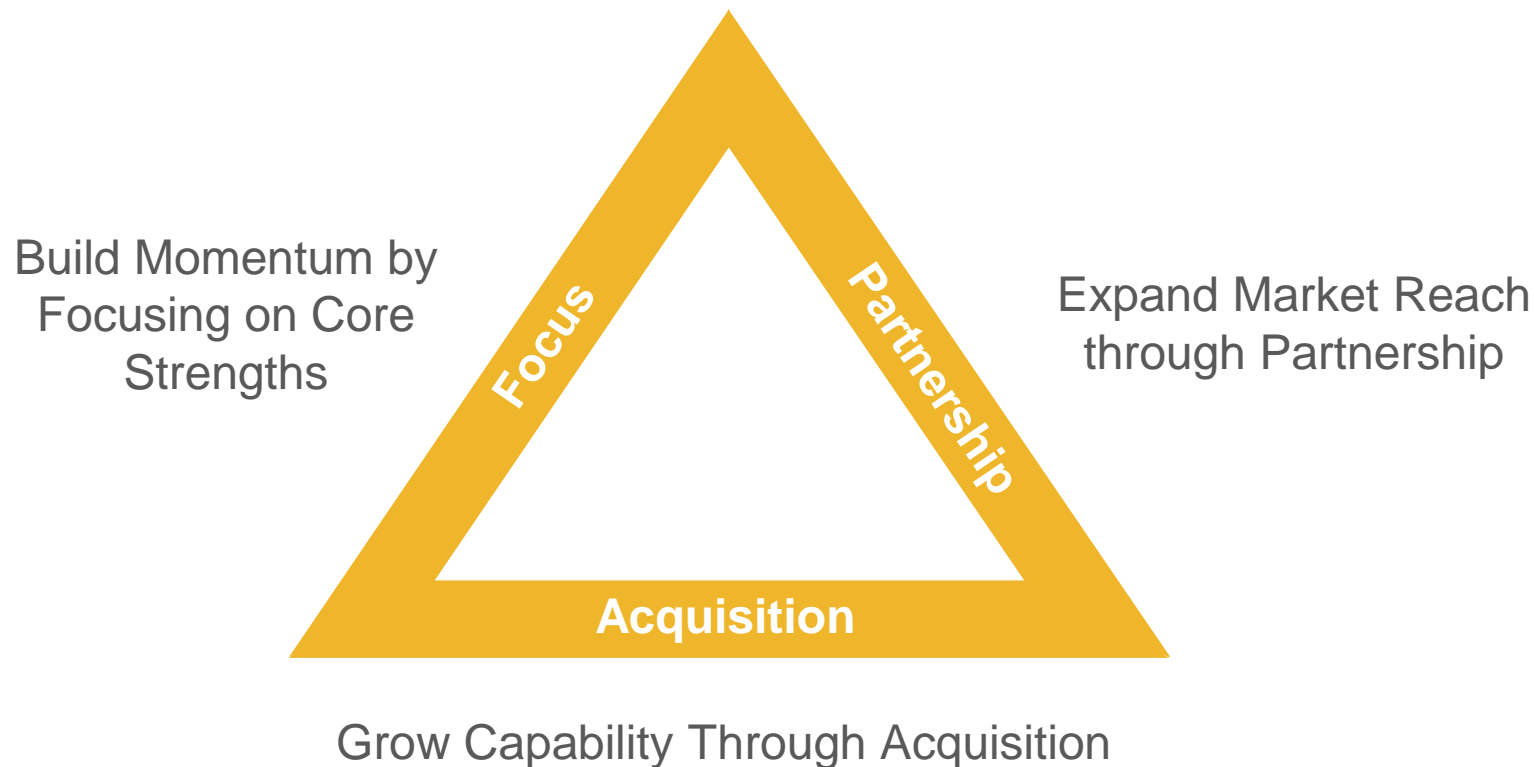 Build Momentum by
Focusing on Core
Strengths
Focus
Partnership
Expand Market Reach
through Partnership
Acquisition
Grow Capability Through Acquisition